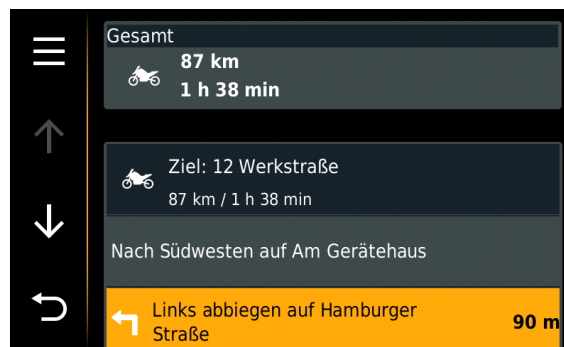 Gesamt
87 km
1 h 38 min
Ziel: 12 Werkstraße
87 km / 1 h 38 min
Nach Südwesten auf Am Gerätehaus
Links abbiegen auf Hamburger
Straße
90 m